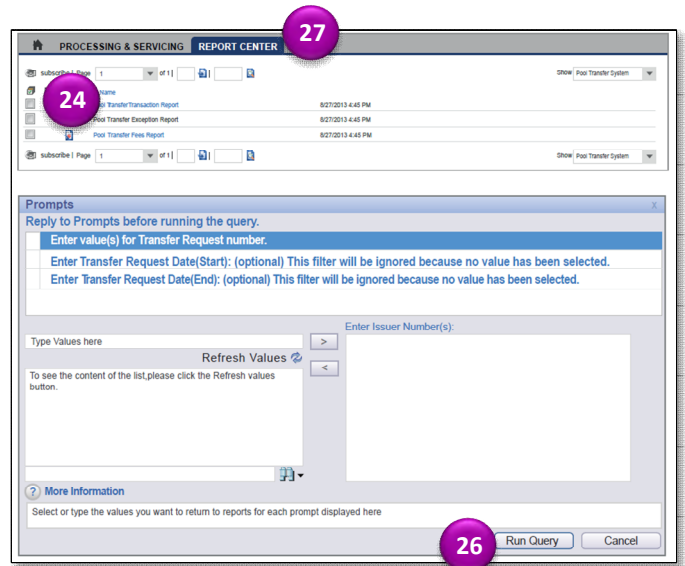 27
PROCESSING & SERVICING REPORT CENTER
subscribe | Page 1 of 1 | |
Show Pool Transfer System
24
Name
Pool TransferTransaction Report 8/27/2013 4:45 PM
Pool Transfer Exception Report 8/27/2013 4:45 PM
Pool Transfer Fees Report 8/27/2013 4:45 PM
subscribe | Page 1 of 1 | |
Show Pool Transfer System
Prompts x
Reply to Prompts before running the query.
Enter value(s) for Transfer Request number.
Enter Transfer Request Date(Start): (optional) This filter will be ignored because no value has been selected.
Enter Transfer Request Date(End): (optional) This filter will be ignored because no value has been selected.
Enter Issuer Number(s):
Type Values here >
Refresh Values
<
To see the content of the list,please click the Refresh values
button.
? More Information
Select or type the values you want to return to reports for each prompt displayed here
26
Run Query Cancel